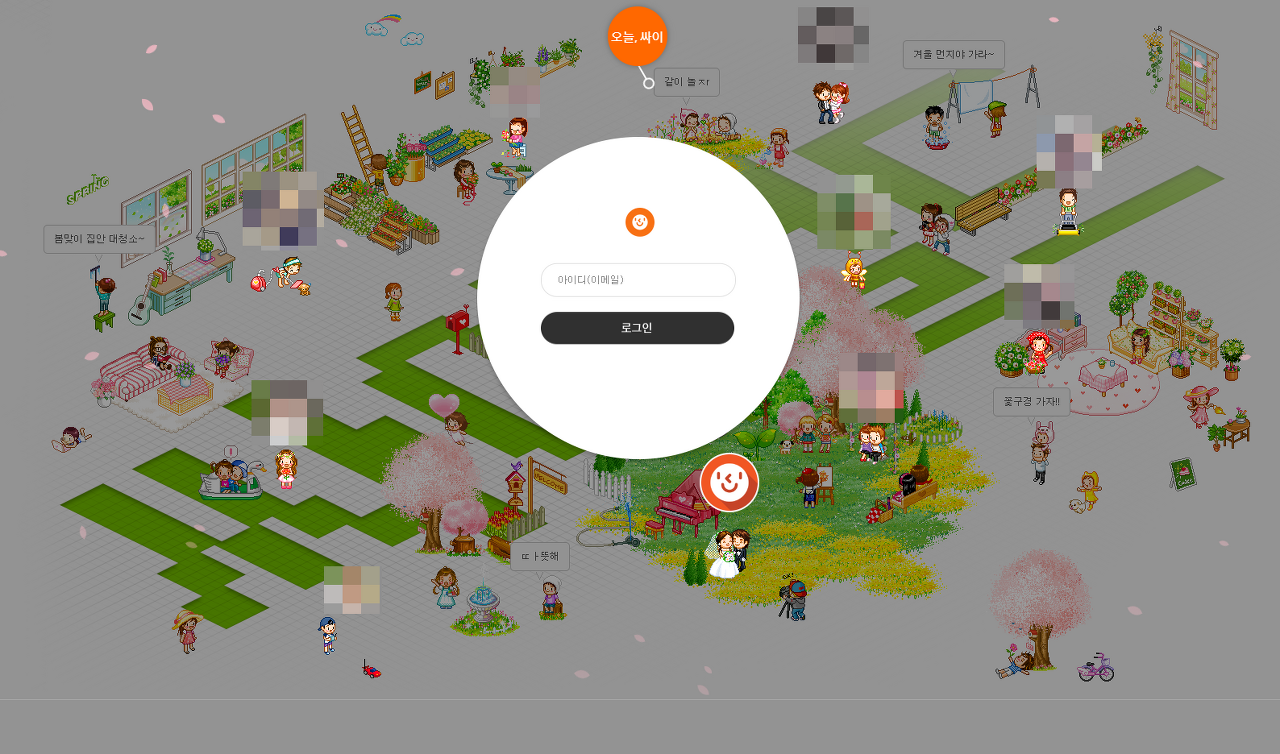 오늘, 싸이
같이 놀ㅈㅏ
겨울 먼지야 가라~
SPRING
봄맞이 집안 대청소~
아이디(이메일)
로그인
꽃구경 가자!!
WELCOME
ㄸㅏ뜻해
OK!